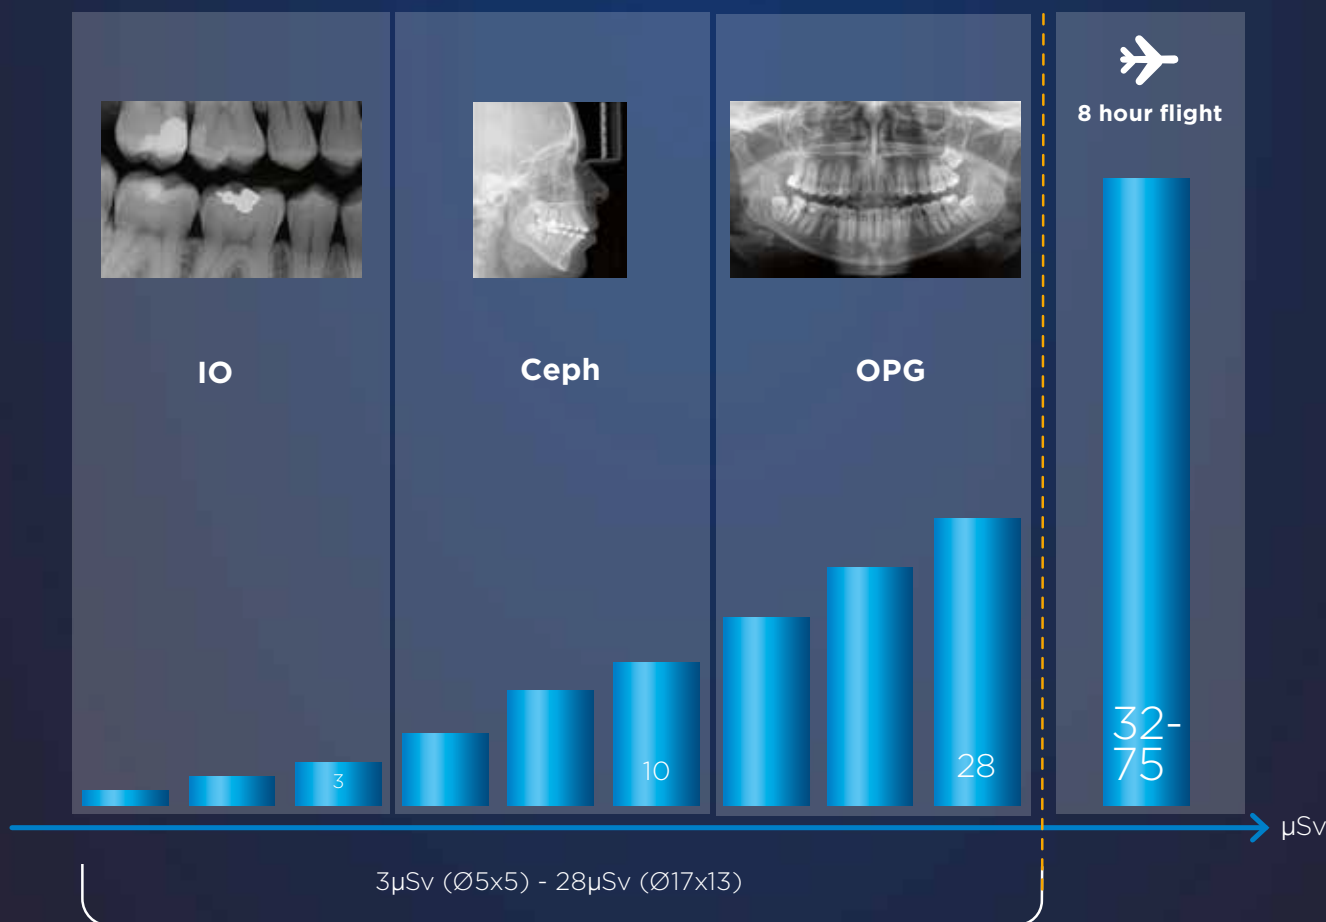 8 hour flight
IO
Ceph
OPG
3
10
28
32-
75
µSv
3µSv (Ø5x5) - 28µSv (Ø17x13)